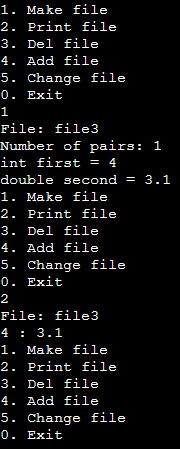 1. Make file
2. Print file
3. Del file
4. Add file
5. Change file
0. Exit
1
File: file3
Number of pairs: 1
int first = 4
double second = 3.1
1. Make file
2. Print file
3. Del file
4. Add file
5. Change file
0. Exit
2
File: file3
4 : 3.1
1. Make file
2. Print file
3. Del file
4. Add file
5. Change file
0. Exit